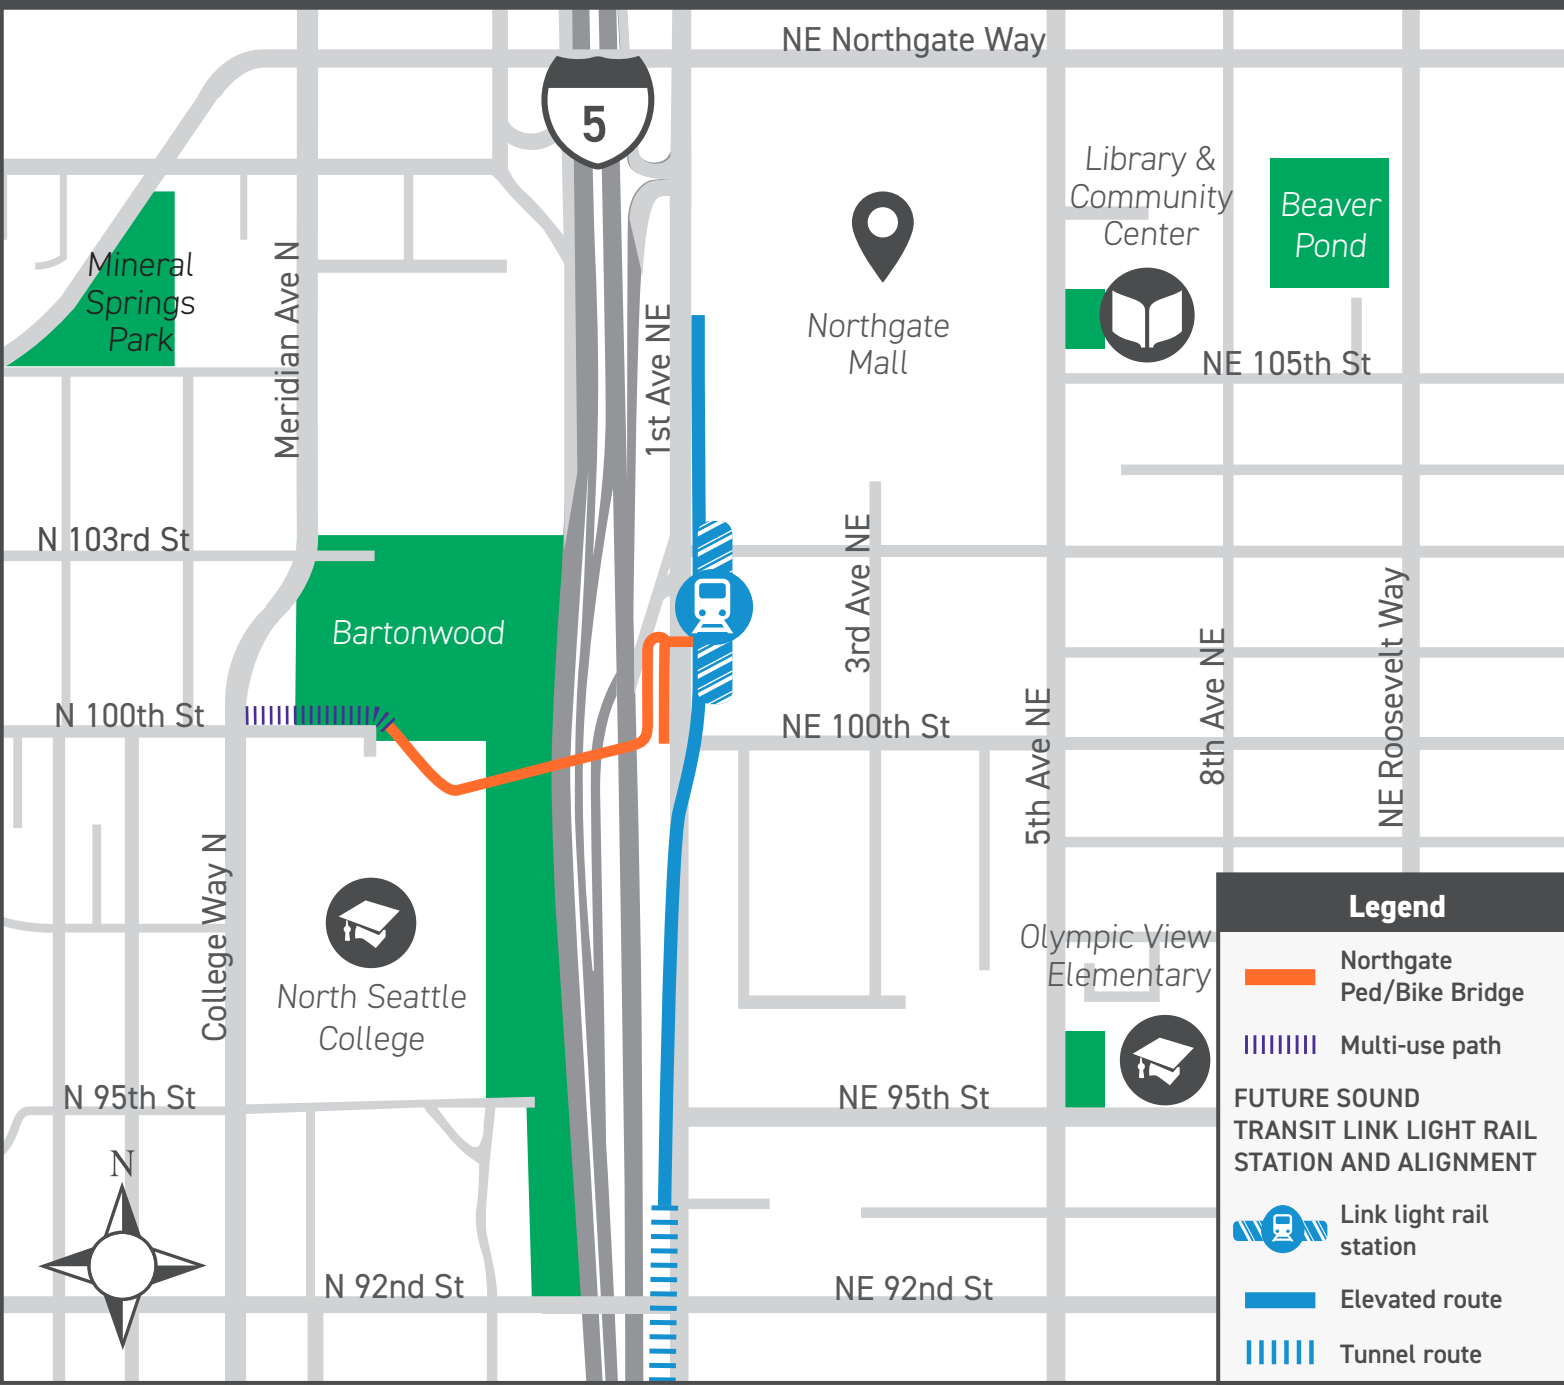 NE Northgate Way
5
Library &
Community
Center
Beaver
Pond
Mineral
Springs
Park
Meridian Ave N
1st Ave NE
Northgate
Mall
NE 105th St
N 103rd St
3rd Ave NE
NE Roosevelt Way
Bartonwood
8th Ave NE
5th Ave NE
N 100th St
NE 100th St
College Way N
North Seattle
College
Olympic View
Elementary
N 95th St
NE 95th St
N
N 92nd St
NE 92nd St
Legend
Northgate
Ped/Bike Bridge
Multi-use path
FUTURE SOUND
TRANSIT LINK LIGHT RAIL
STATION AND ALIGNMENT
Link light rail
station
Elevated route
Tunnel route